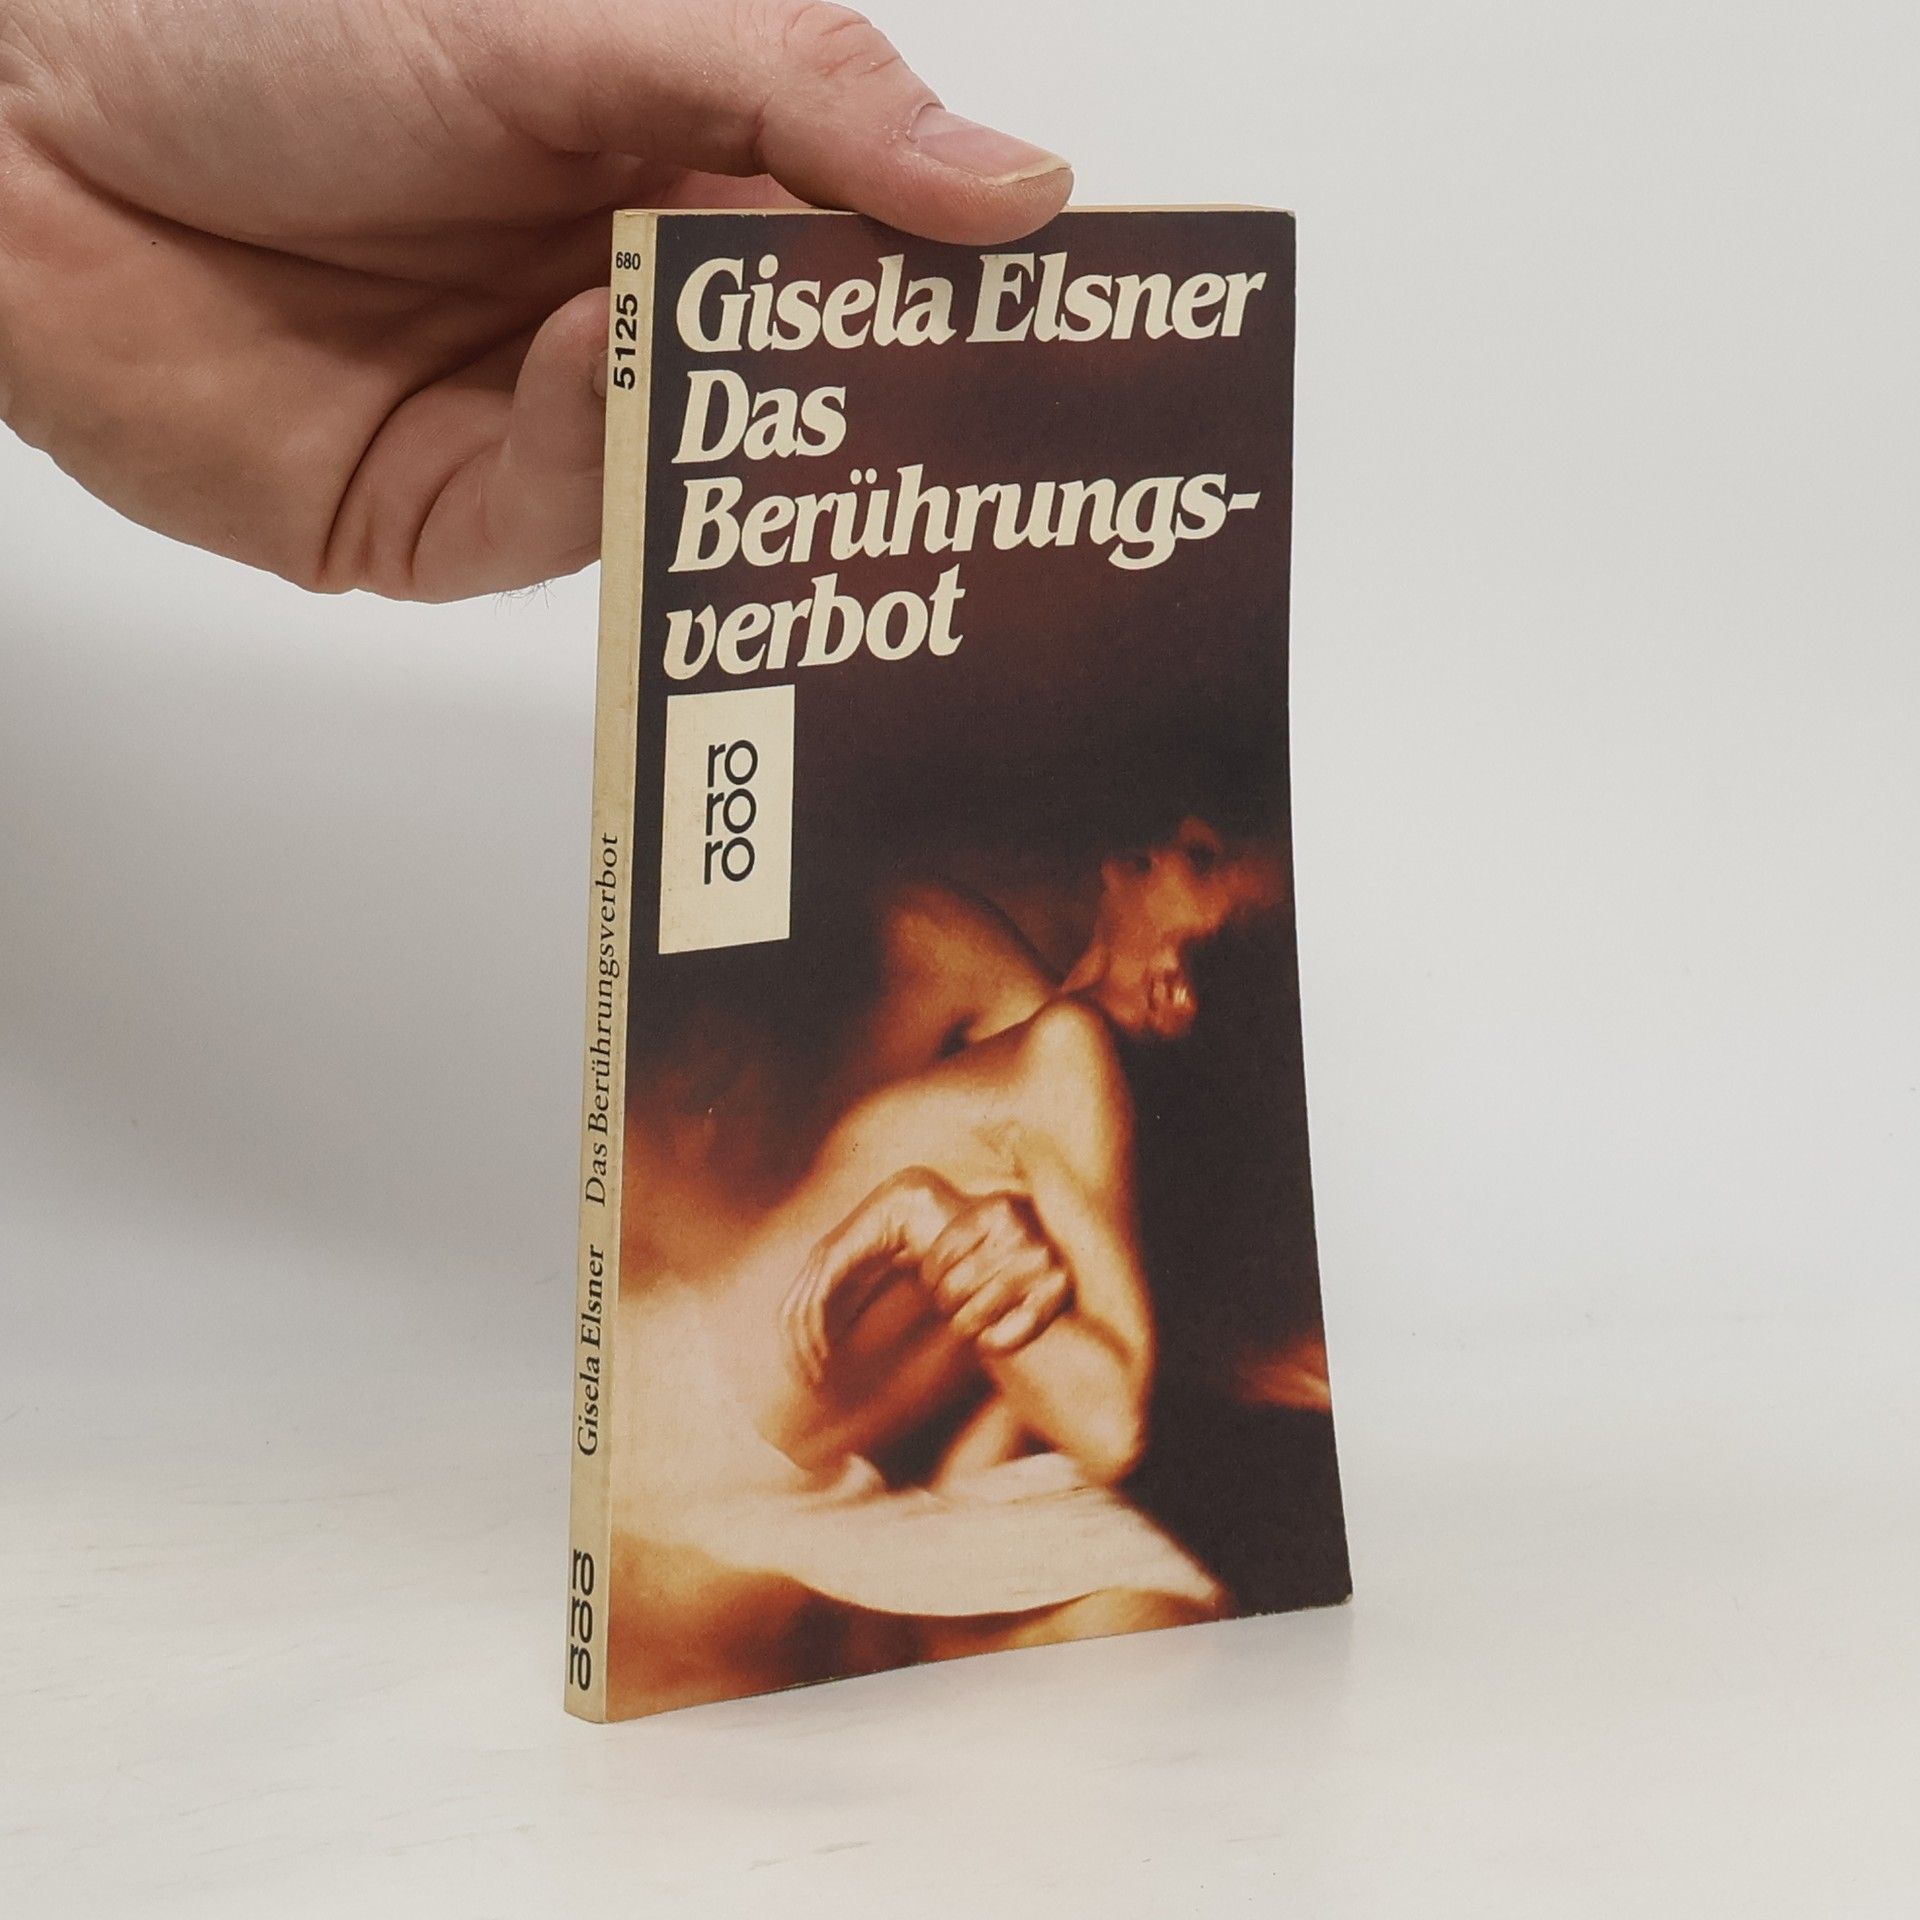 Gisela Elsner
Das
Berührungs-
verbot
ro
ro
ro
680
5125
Gisela Elsner Das Berührungsverbot
ro
ro
ro